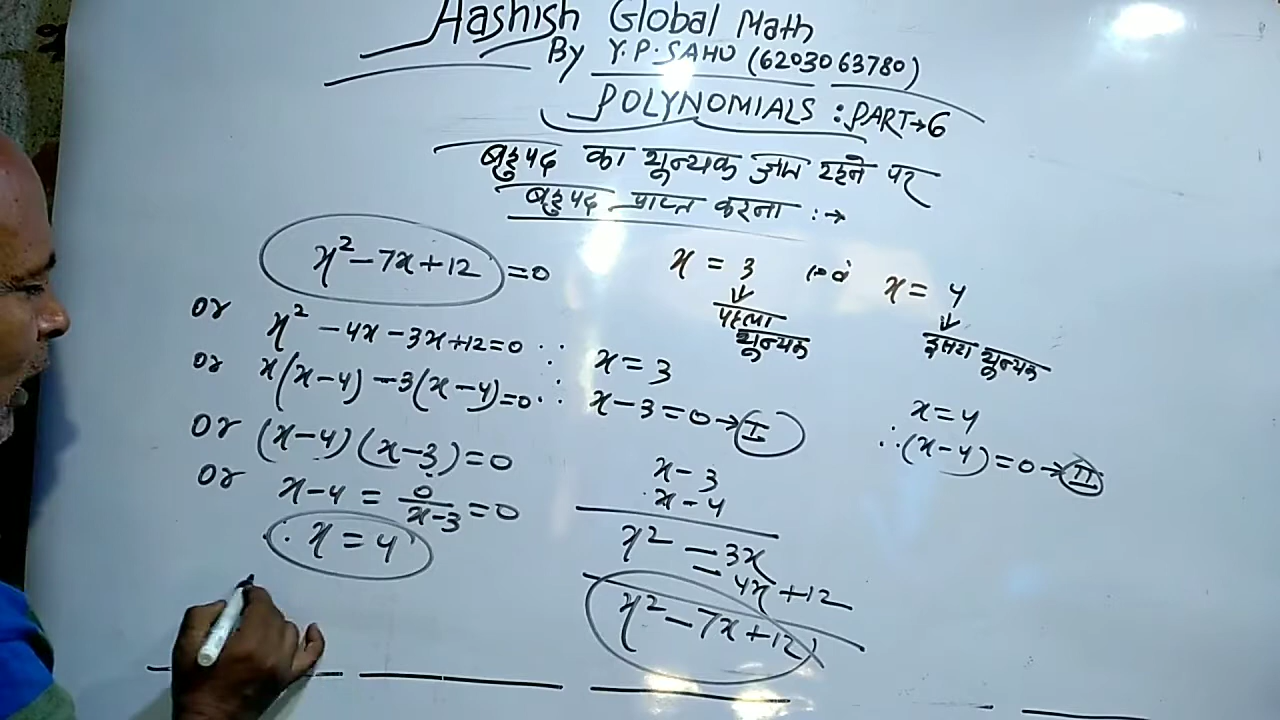 Aashish Global Math
By Y.P.SAHU (6203063780)
POLYNOMIALS : PART→6
बहुपद का शून्यक ज्ञात रहने पर
बहुपद प्राप्त करना :→
x² - 7x + 12 = 0
or x² - 4x - 3x + 12 = 0
or x(x-4) - 3(x-4) = 0
or (x-4)(x-3) = 0
or x-4 = 0/(x-3) = 0
∴ x = 4
x = 3 एवं x = 4
↓ पहला शून्यक
↓ दूसरा शून्यक
∵ x = 3
∴ x - 3 = 0 → I
x = 4
∴ (x-4) = 0 → II
x - 3
x - 4
x² - 3x
- 4x + 12
x² - 7x + 12